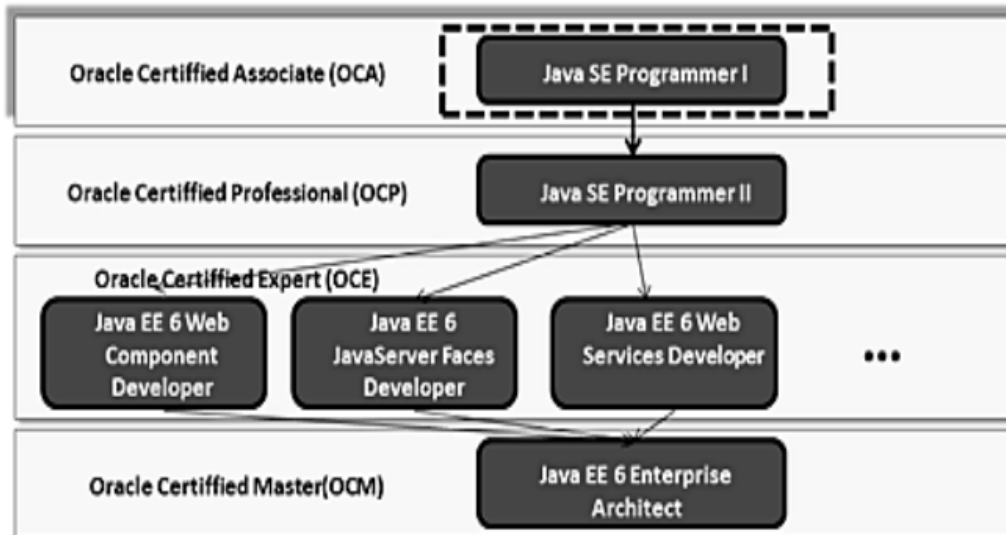 Oracle Certiffied Associate (OCA)
Java SE Programmer I
Oracle Certiffied Professional (OCP)
Java SE Programmer II
Oracle Certiffied Expert (OCE)
Java EE 6 Web
Component
Developer
Java EE 6
JavaServer Faces
Developer
Java EE 6 Web
Services Developer
...
Oracle Certiffied Master(OCM)
Java EE 6 Enterprise
Architect